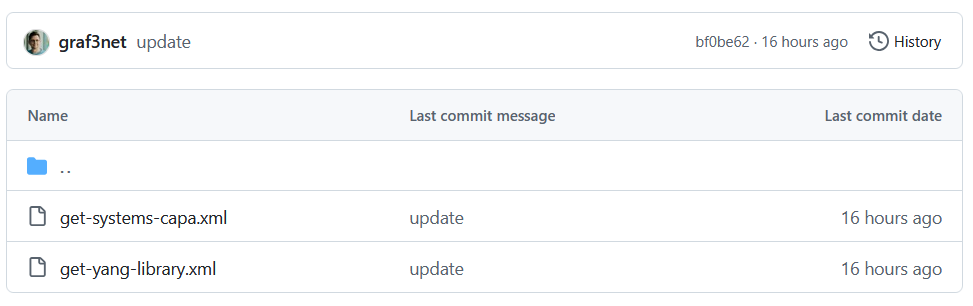 graf3net update bf0be62 · 16 hours ago History
Name Last commit message Last commit date
..
get-systems-capa.xml update 16 hours ago
get-yang-library.xml update 16 hours ago